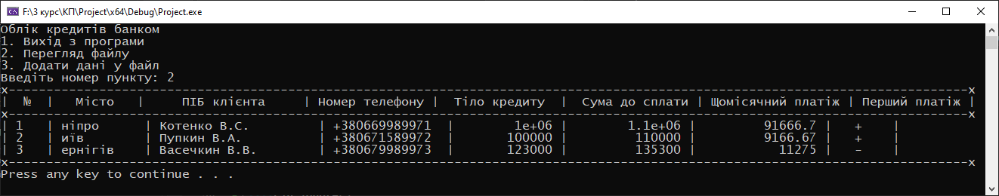 F:\3 курс\КП\Project\x64\Debug\Project.exe
Облік кредитів банком
1. Вихід з програми
2. Перегляд файлу
3. Додати дані у файл
Введіть номер пункту: 2
x-------------------------------------------------------------------------------------------------------------------------------x
|  №  |   Місто   |     ПІБ клієнта     | Номер телефону |  Тіло кредиту  |  Сума до сплати | Щомісячний платіж | Перший платіж |
x-------------------------------------------------------------------------------------------------------------------------------x
| 1   | ніпро      | Котенко В.С.         | +380669989971  |         1e+06 |           1.1e+06 |         91666.7 |   +    |
| 2   | иїв        | Пупкин В.А.          | +380671589972  |        100000 |            110000 |         9166.67 |   +    |
| 3   | ернігів    | Васечкин В.В.        | +380679989973  |        123000 |            135300 |           11275 |   -    |
x-------------------------------------------------------------------------------------------------------------------------------x
Press any key to continue . . .